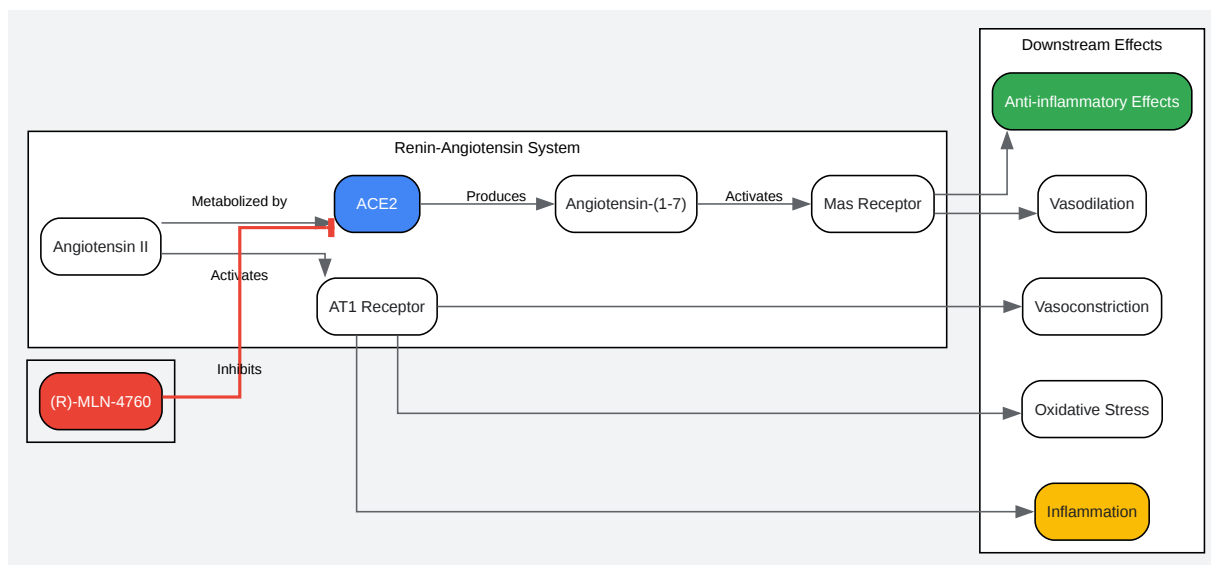 Downstream Effects
Anti-inflammatory Effects
Renin-Angiotensin System
Metabolized by
ACE2
Produces
Angiotensin-(1-7)
Activates
Mas Receptor
Vasodilation
Angiotensin II
Activates
AT1 Receptor
Vasoconstriction
Inhibits
(R)-MLN-4760
Oxidative Stress
Inflammation